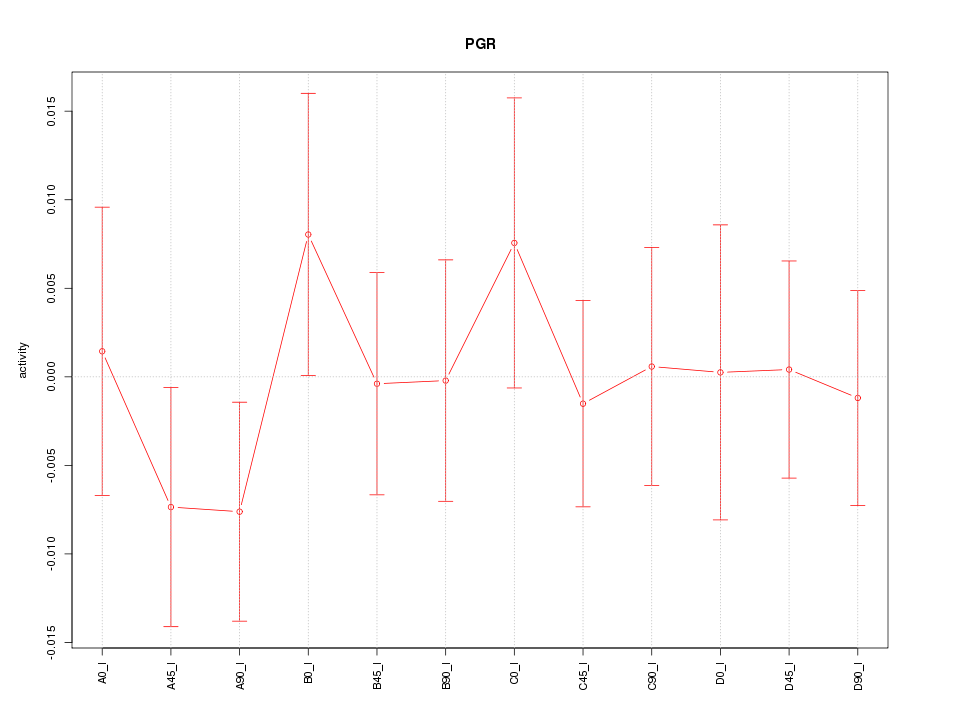 PGR
activity
0.015
0.010
0.005
0.000
-0.005
-0.010
-0.015
A0_I
A45_I
A90_I
B0_I
B45_I
B90_I
C0_I
C45_I
C90_I
D0_I
D45_I
D90_I